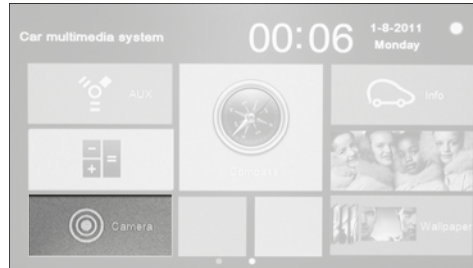 Car multimedia system
00:06
1-8-2011
Monday
AUX
Compass
Info
Camera
Wallpaper